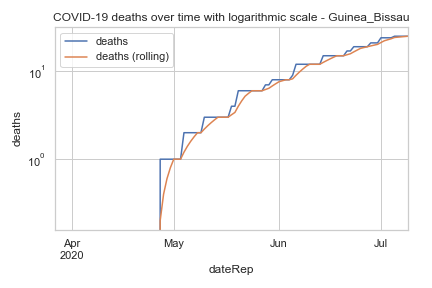 COVID-19 deaths over time with logarithmic scale - Guinea_Bissau
deaths
deaths (rolling)
10¹
10⁰
deaths
Apr
2020
May
Jun
Jul
dateRep